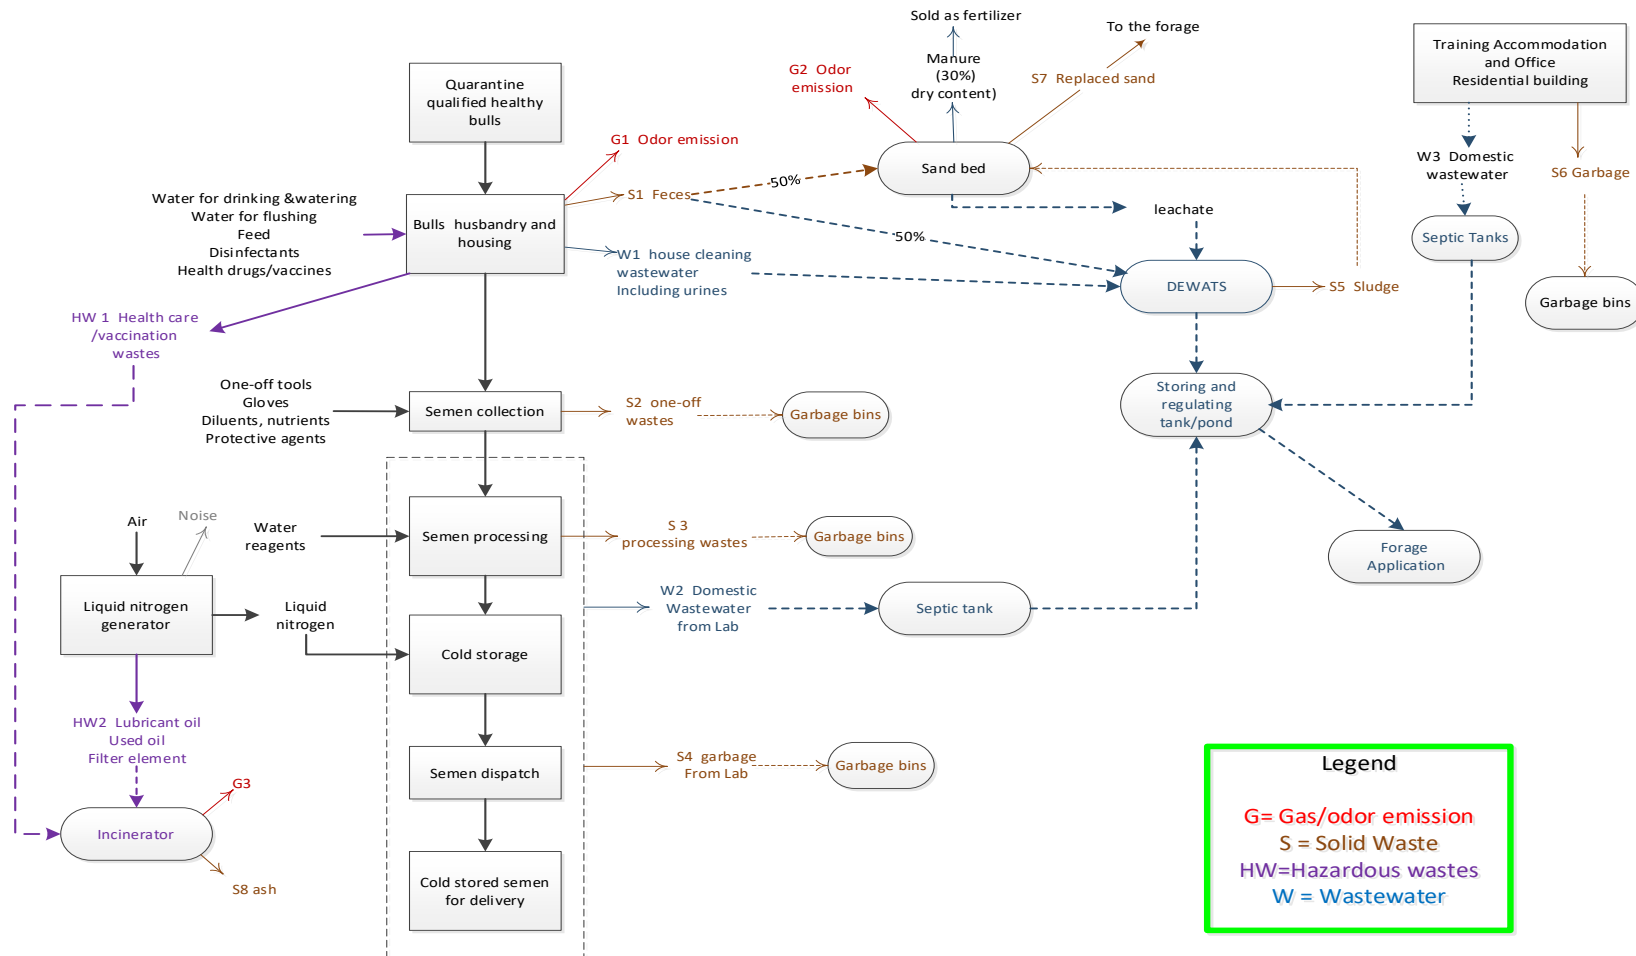 Sold as fertilizer
To the forage
Manure
(30%)
dry content)
G2  Odor
emission
S7  Replaced sand
Training Accommodation
and Office
Residential building
Quarantine
qualified healthy
bulls
G1  Odor emission
Sand bed
W3  Domestic
wastewater
S6 Garbage
50%
S1  Feces
Water for drinking &watering
Water for flushing
Feed
Disinfectants
Health drugs/vaccines
Bulls  husbandry and
housing
leachate
Septic Tanks
50%
W1  house cleaning
wastewater
Including urines
DEWATS
S5  Sludge
Garbage bins
HW 1  Health care
/vaccination
wastes
One-off tools
Gloves
Diluents, nutrients
Protective agents
Semen collection
S2  one-off
wastes
Garbage bins
Storing and
regulating
tank/pond
Air
Noise
Water
reagents
Semen processing
S 3
processing wastes
Garbage bins
Forage
Application
Liquid nitrogen
generator
Liquid
nitrogen
W2  Domestic
Wastewater
from Lab
Septic tank
Cold storage
HW2  Lubricant oil
Used oil
Filter element
Semen dispatch
S4  garbage
From Lab
Garbage bins
G3
Incinerator
S8 ash
Cold stored semen
for delivery
Legend
G= Gas/odor emission
S = Solid Waste
HW=Hazardous wastes
W = Wastewater